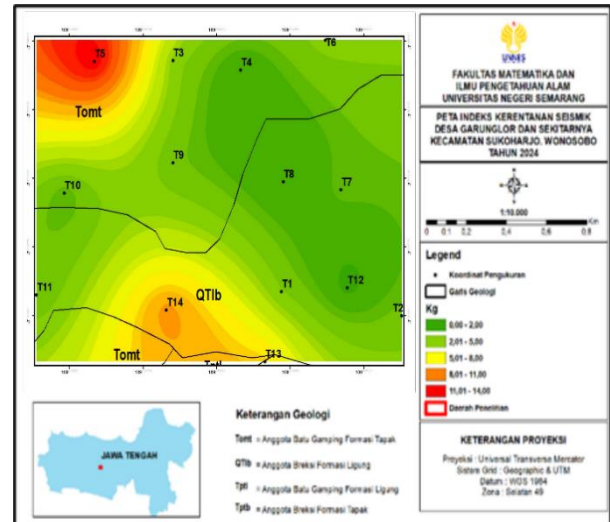 T5
T3
T4
T6
Tomt
T9
T8
T7
T10
T11
QTlb
T1
T12
T2
T14
Tomt
T13
UNNES
FAKULTAS MATEMATIKA DAN
ILMU PENGETAHUAN ALAM
UNIVERSITAS NEGERI SEMARANG
PETA INDEKS KERENTANAN SEISMIK
DESA GARUNGLOR DAN SEKITARNYA
KECAMATAN SUKOHARJO, WONOSOBO
TAHUN 2024
1:10.000
Km
0 0,1 0,2 0,4 0,6 0,8
Legend
Koordinat Pengukuran
Garis Geologi
Kg
0,00 - 2,00
2,01 - 5,00
5,01 - 8,00
8,01 - 11,00
11,01 - 14,00
Daerah Penelitian
JAWA TENGAH
Keterangan Geologi
Tomt = Anggota Batu Gamping Formasi Tapak
QTlb = Anggota Breksi Formasi Ligung
Tptl = Anggota Batu Gamping Formasi Ligung
Tptb = Anggota Breksi Formasi Tapak
KETERANGAN PROYEKSI
Proyeksi : Universal Transverse Mercator
Sistem Grid : Geographic & UTM
Datum : WGS 1984
Zona : Selatan 49